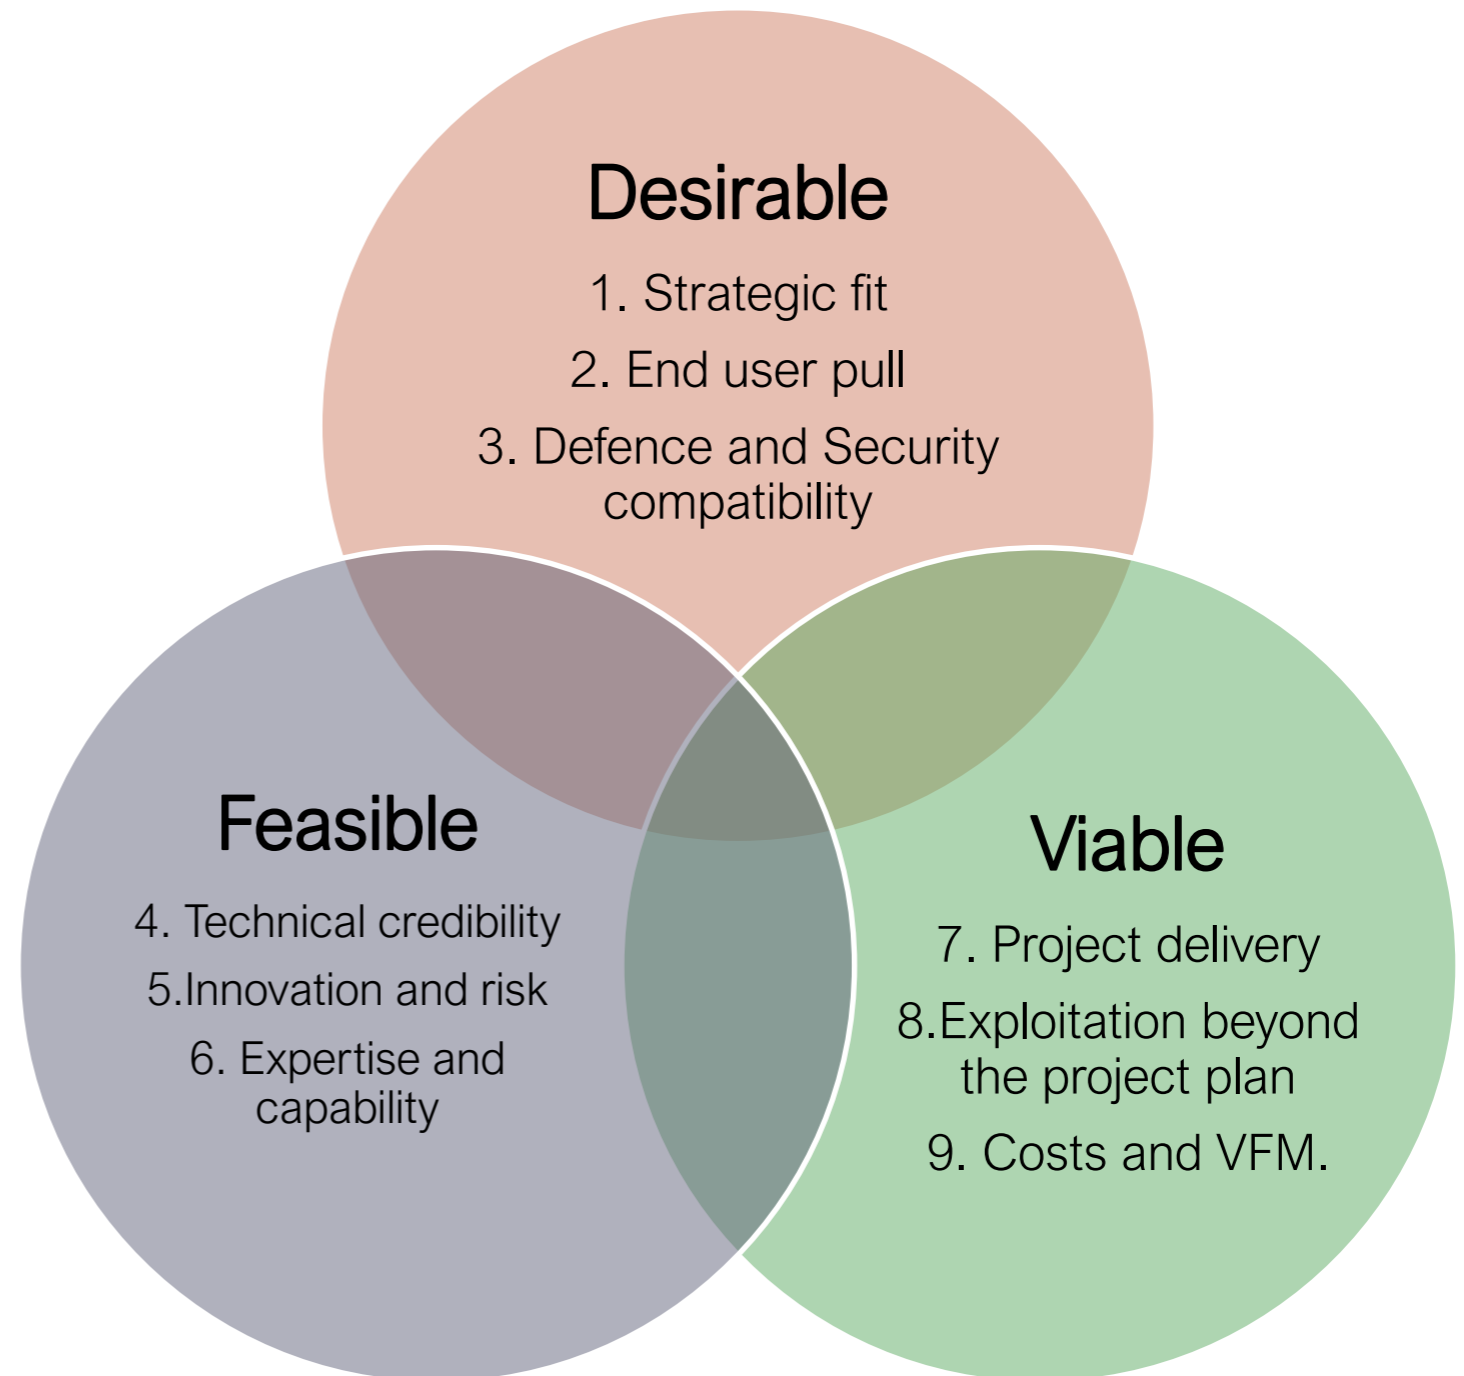 Desirable
1. Strategic fit
2. End user pull
3. Defence and Security
compatibility
Feasible
4. Technical credibility
5.Innovation and risk
6. Expertise and
capability
Viable
7. Project delivery
8.Exploitation beyond
the project plan
9. Costs and VFM.